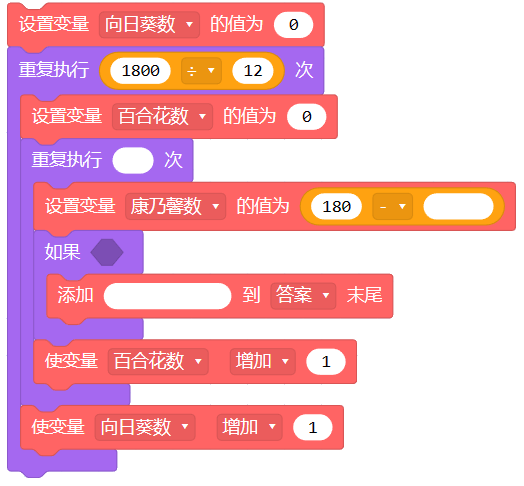 设置变量 向日葵数 的值为 0
重复执行 1800 ÷ 12 次
设置变量 百合花数 的值为 0
重复执行 次
设置变量 康乃馨数 的值为 180 -
如果
添加 到 答案 末尾
使变量 百合花数 增加 1
使变量 向日葵数 增加 1